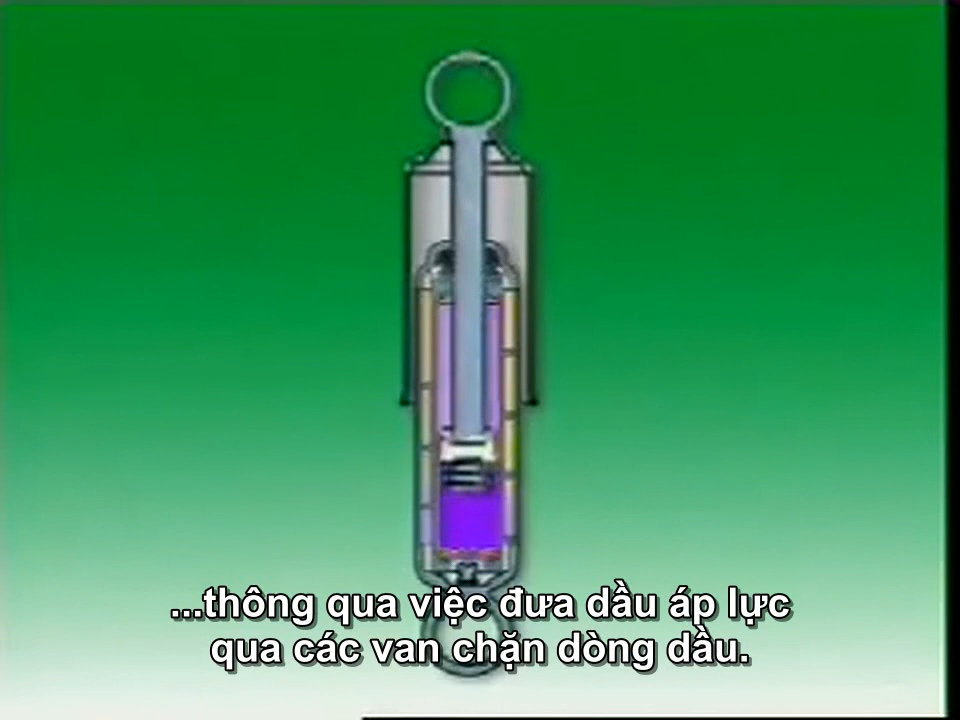 ...thông qua việc đưa dầu áp lực
qua các van chặn dòng dầu.